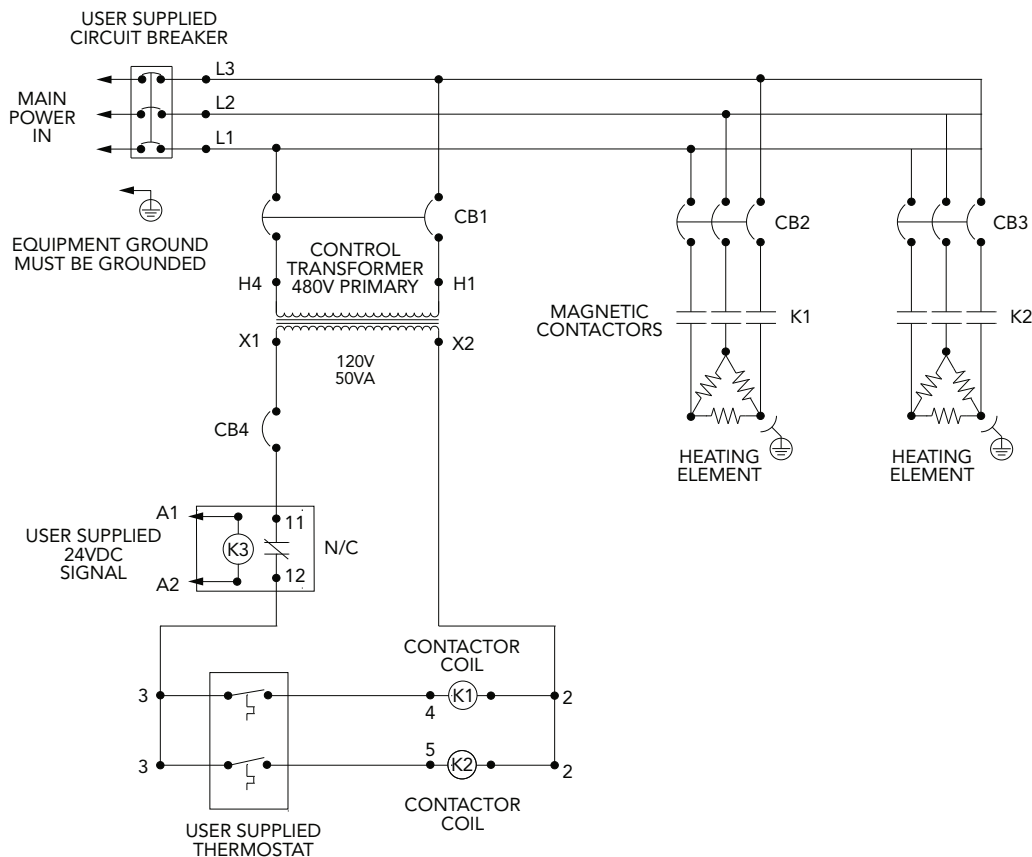 USER SUPPLIED
CIRCUIT BREAKER
L3
L2
L1
MAIN
POWER
IN
EQUIPMENT GROUND
MUST BE GROUNDED
CB1
CONTROL
TRANSFORMER
480V PRIMARY
H4
H1
X1
X2
120V
50VA
CB4
CB2
CB3
MAGNETIC
CONTACTORS
K1
K2
HEATING
ELEMENT
HEATING
ELEMENT
USER SUPPLIED
24VDC
SIGNAL
A1
A2
K3
11
12
N/C
CONTACTOR
COIL
3
4
K1
2
3
5
K2
2
CONTACTOR
COIL
USER SUPPLIED
THERMOSTAT